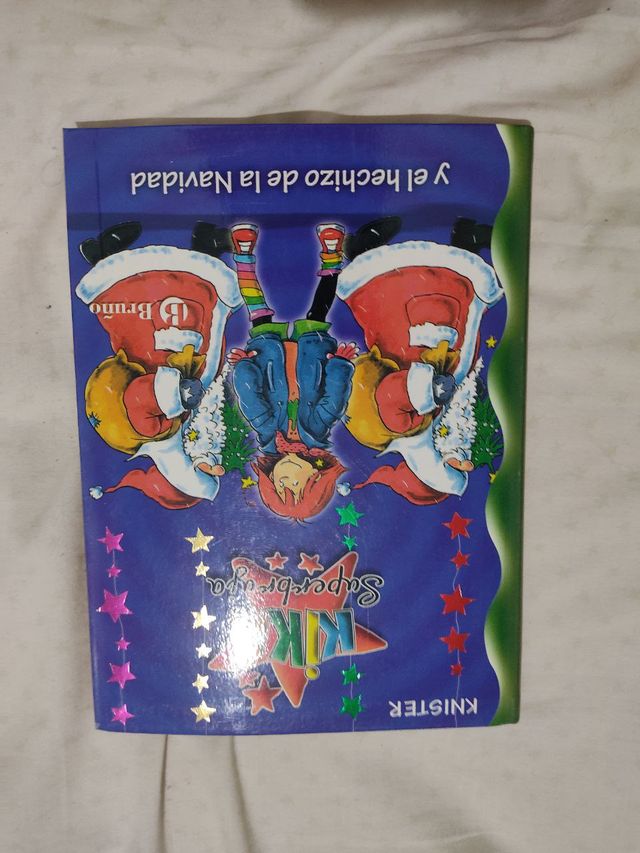 KNISTER
KiKA
Superbruja
B Bruño
y el hechizo de la Navidad